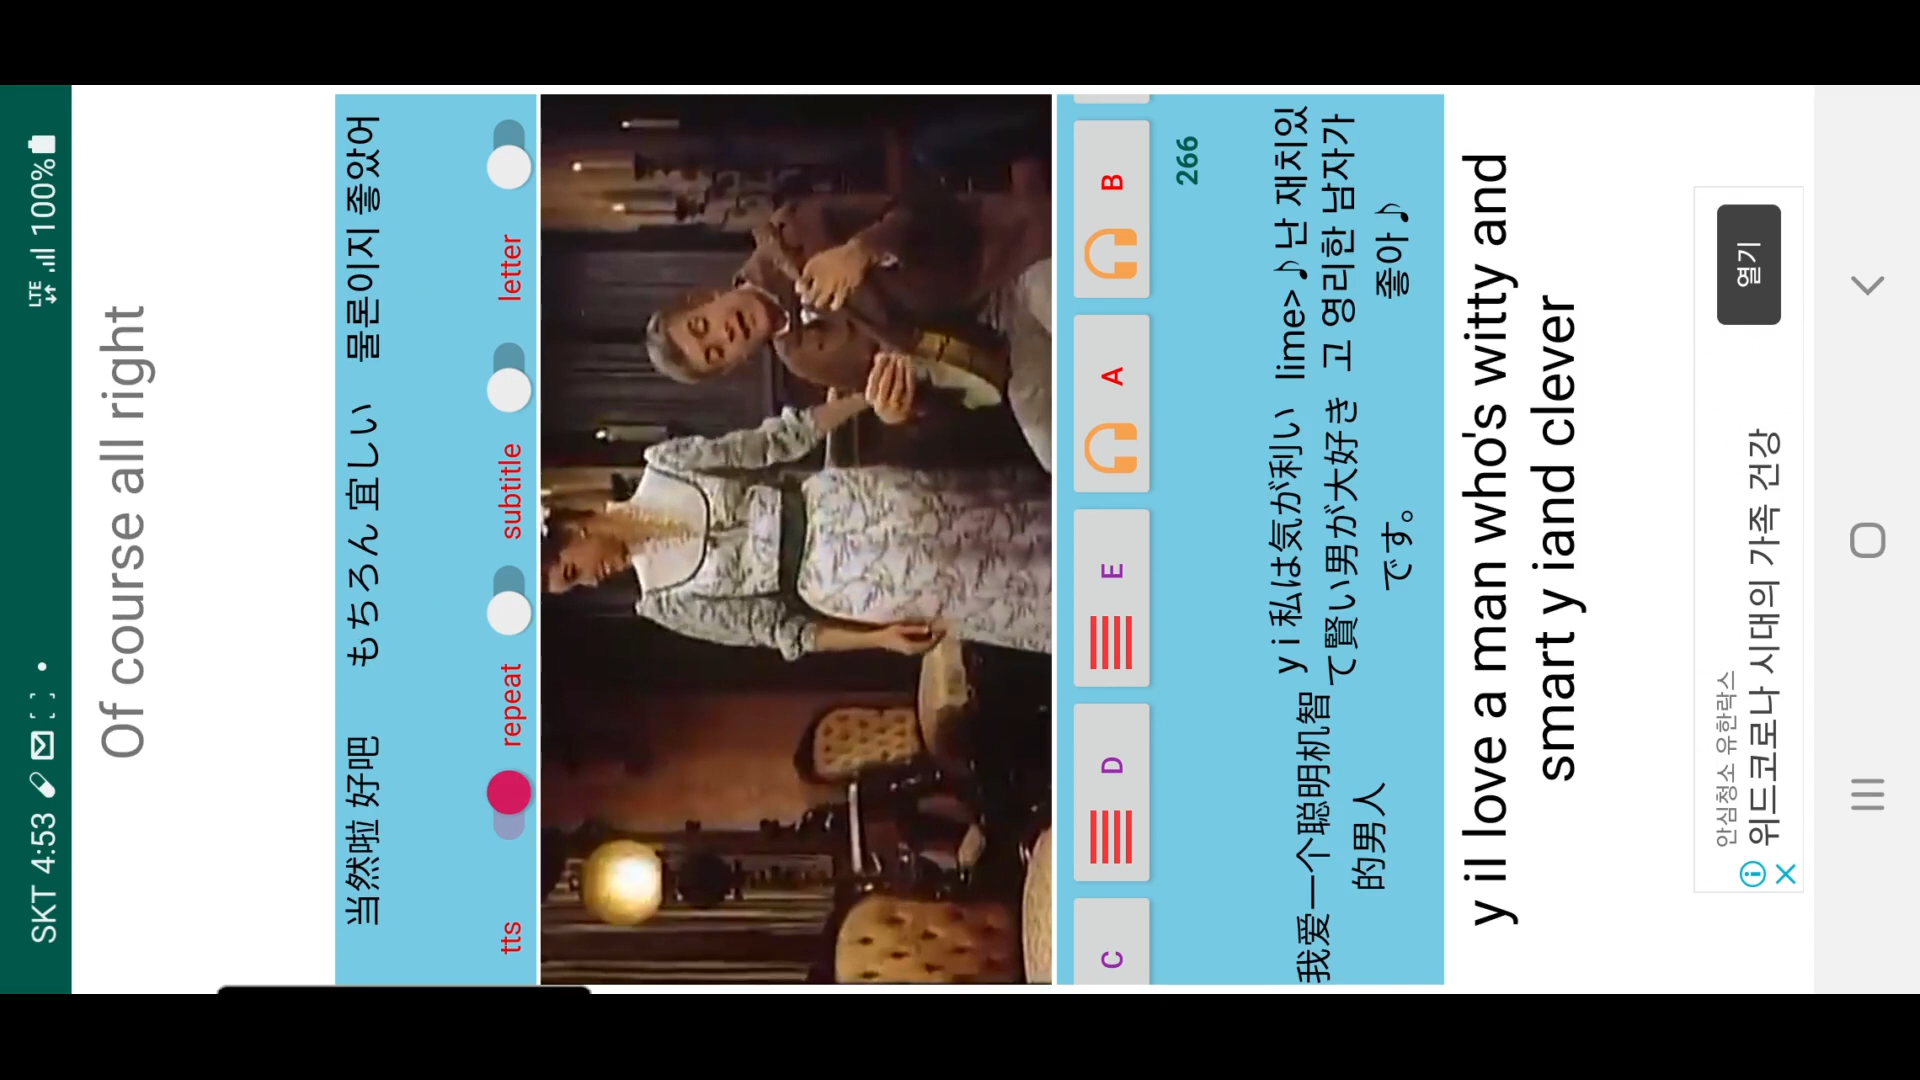 SKT 4:53 LTE 100%
Of course all right
当然啦 好吧
もちろん 宜しい
물론이지 좋았어
tts repeat subtitle letter
C D E A B
266
我爱一个聪明机智
的男人
y i 私は気が利い
て賢い男が大好き
です。
lime> ♪ 난 재치있
고 영리한 남자가
좋아 ♪
y iI love a man who's witty and
smart y iand clever
안심청소 유한락스
위드코로나 시대의 가족 건강
열기